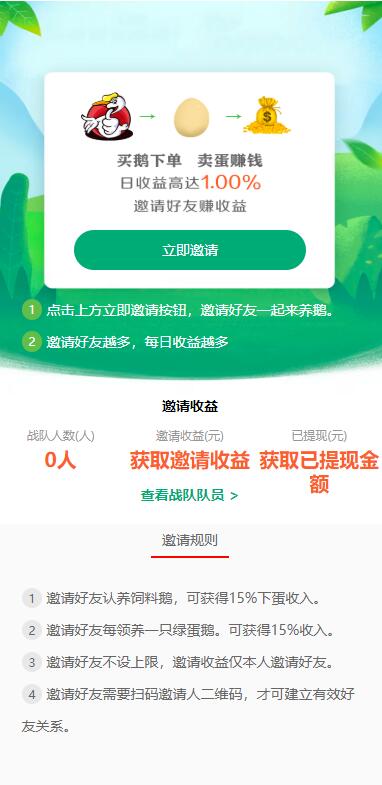 买鹅下单 卖蛋赚钱
日收益高达1.00%
邀请好友赚收益
立即邀请
1 点击上方立即邀请按钮，邀请好友一起来养鹅。
2 邀请好友越多，每日收益越多
邀请收益
战队人数(人) 邀请收益(元) 已提现(元)
0人 获取邀请收益 获取已提现金
额
查看战队队员 >
邀请规则
1 邀请好友认养饲料鹅，可获得15%下蛋收入。
2 邀请好友每领养一只绿蛋鹅。可获得15%收入。
3 邀请好友不设上限，邀请收益仅本人邀请好友。
4 邀请好友需要扫码邀请人二维码，才可建立有效好
友关系。